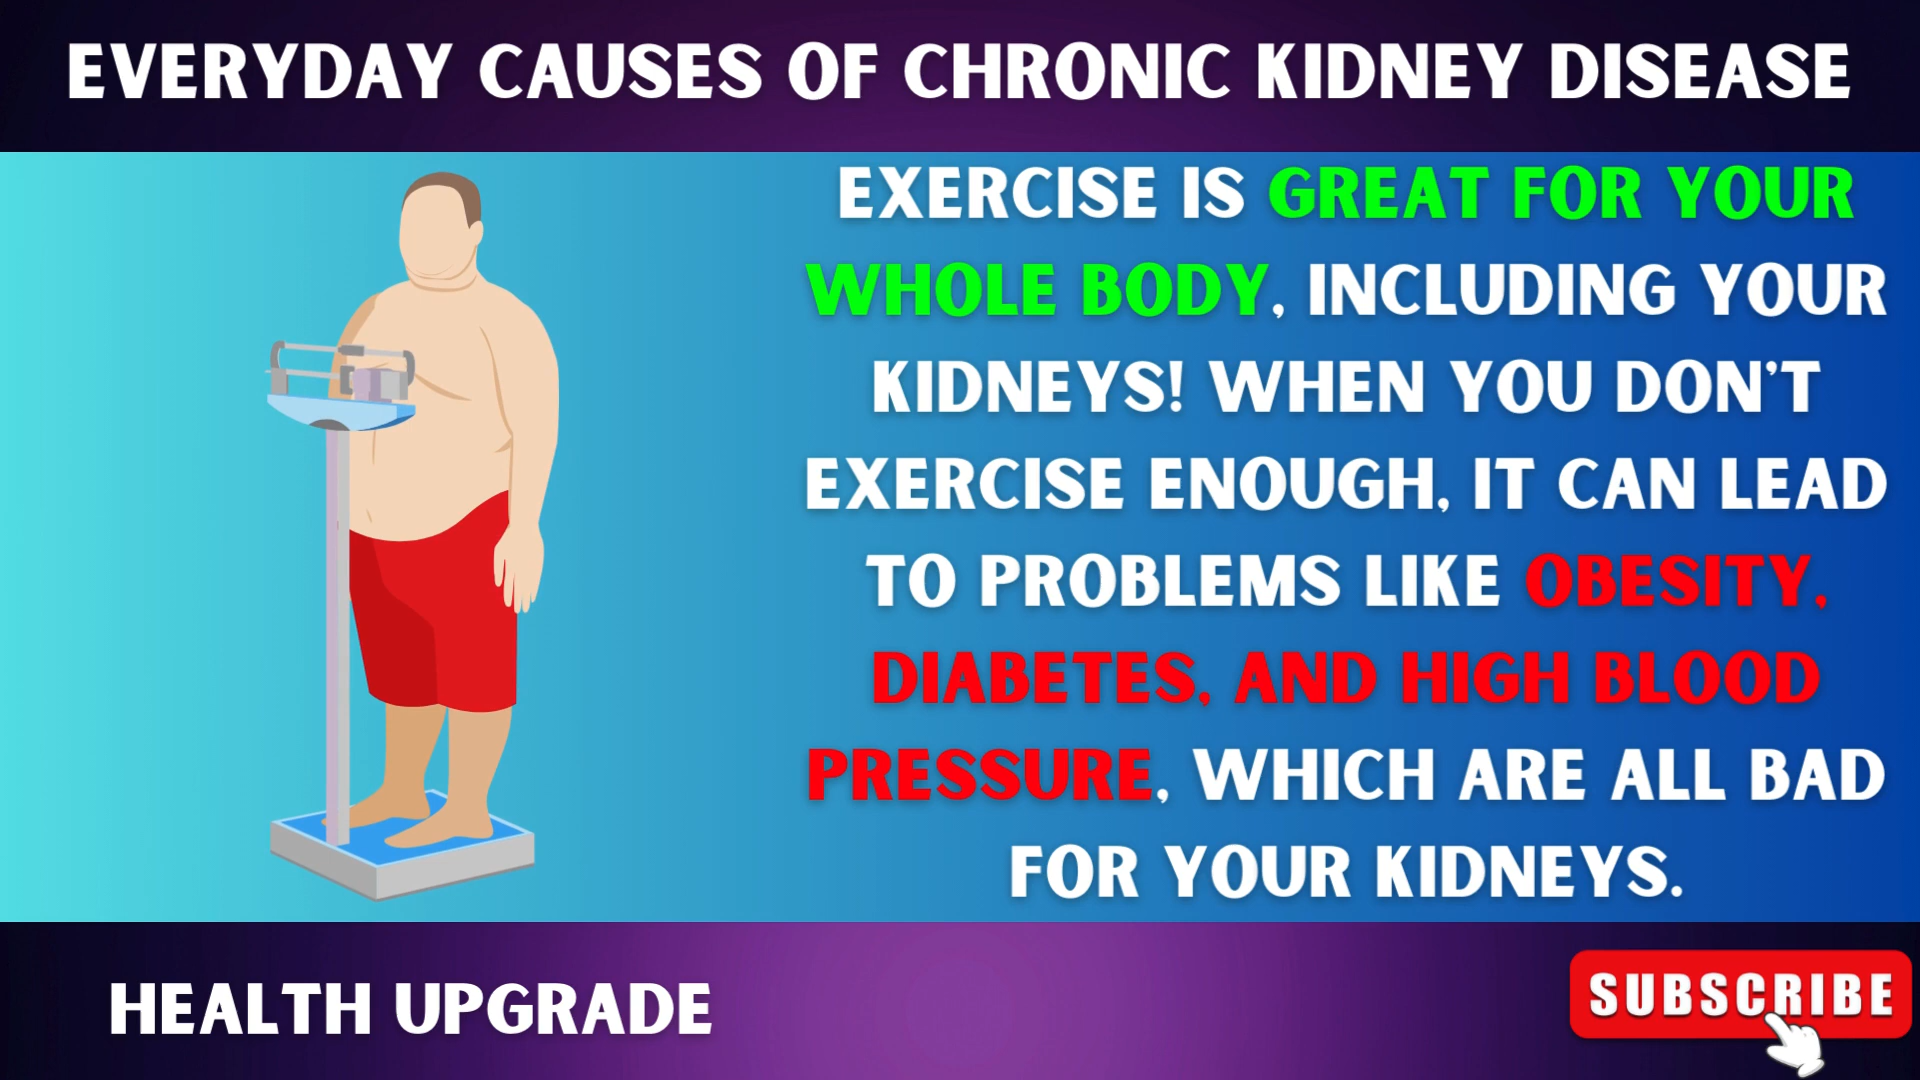 EVERYDAY CAUSES OF CHRONIC KIDNEY DISEASE
EXERCISE IS GREAT FOR YOUR
WHOLE BODY, INCLUDING YOUR
KIDNEYS! WHEN YOU DON'T
EXERCISE ENOUGH, IT CAN LEAD
TO PROBLEMS LIKE OBESITY,
DIABETES, AND HIGH BLOOD
PRESSURE, WHICH ARE ALL BAD
FOR YOUR KIDNEYS.
HEALTH UPGRADE
SUBSCRIBE